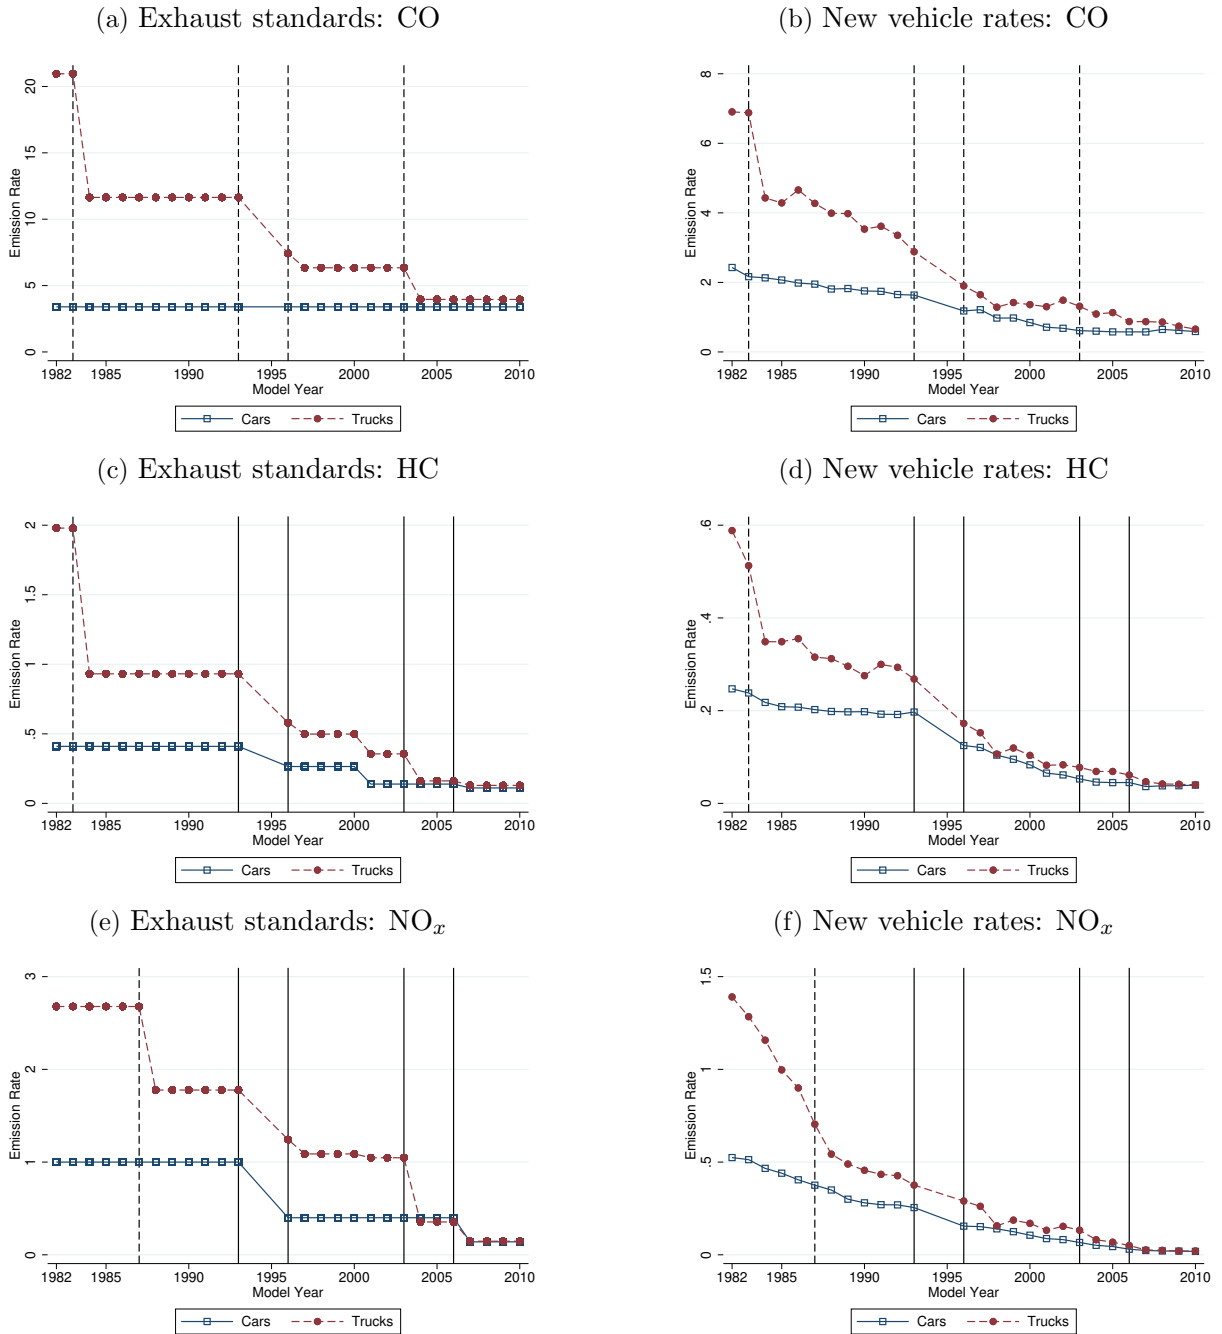 (a) Exhaust standards: CO
(b) New vehicle rates: CO
Emission Rate
0 5 10 15 20
1982 1985 1990 1995 2000 2005 2010
Model Year
Cars Trucks
Emission Rate
0 2 4 6 8
1982 1985 1990 1995 2000 2005 2010
Model Year
Cars Trucks
(c) Exhaust standards: HC
(d) New vehicle rates: HC
Emission Rate
0 .5 1 1.5 2
1982 1985 1990 1995 2000 2005 2010
Model Year
Cars Trucks
Emission Rate
0 .2 .4 .6
1982 1985 1990 1995 2000 2005 2010
Model Year
Cars Trucks
(e) Exhaust standards: NOx
(f) New vehicle rates: NOx
Emission Rate
0 1 2 3
1982 1985 1990 1995 2000 2005 2010
Model Year
Cars Trucks
Emission Rate
0 .5 1 1.5
1982 1985 1990 1995 2000 2005 2010
Model Year
Cars Trucks